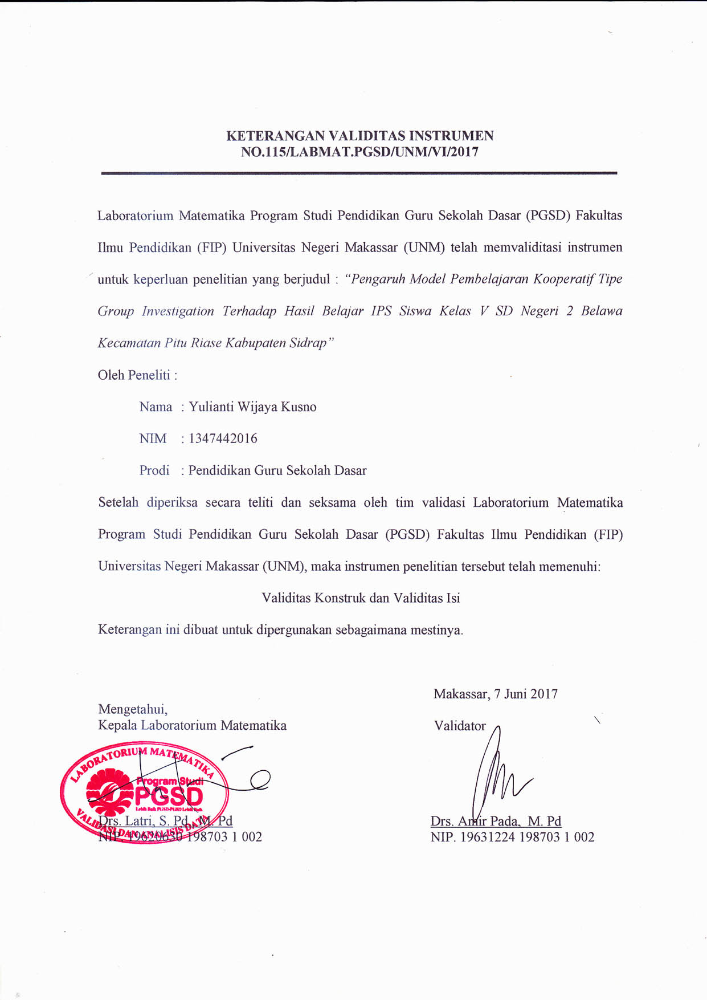 KETERANGAN VALIDITAS INSTRUMEN
NO.115/LABMAT.PGSD/UNM/VI/2017
Laboratorium Matematika Program Studi Pendidikan Guru Sekolah Dasar (PGSD) Fakultas
Ilmu Pendidikan (FIP) Universitas Negeri Makassar (UNM) telah memvaliditasi instrumen
untuk keperluan penelitian yang berjudul : “Pengaruh Model Pembelajaran Kooperatif Tipe
Group Investigation Terhadap Hasil Belajar IPS Siswa Kelas V SD Negeri 2 Belawa
Kecamatan Pitu Riase Kabupaten Sidrap”
Oleh Peneliti :
Nama : Yulianti Wijaya Kusno
NIM : 1347442016
Prodi : Pendidikan Guru Sekolah Dasar
Setelah diperiksa secara teliti dan seksama oleh tim validasi Laboratorium Matematika
Program Studi Pendidikan Guru Sekolah Dasar (PGSD) Fakultas Ilmu Pendidikan (FIP)
Universitas Negeri Makassar (UNM), maka instrumen penelitian tersebut telah memenuhi:
Validitas Konstruk dan Validitas Isi
Keterangan ini dibuat untuk dipergunakan sebagaimana mestinya.
Makassar, 7 Juni 2017
Mengetahui,
Kepala Laboratorium Matematika
Validator
LABORATORIUM MATEMATIKA
Program Studi
PGSD
VALIDASI DAN ANALISIS DATA
Drs. Latri, S. Pd., M. Pd
NIP. 19620630 198703 1 002
Drs. Amir Pada, M. Pd
NIP. 19631224 198703 1 002